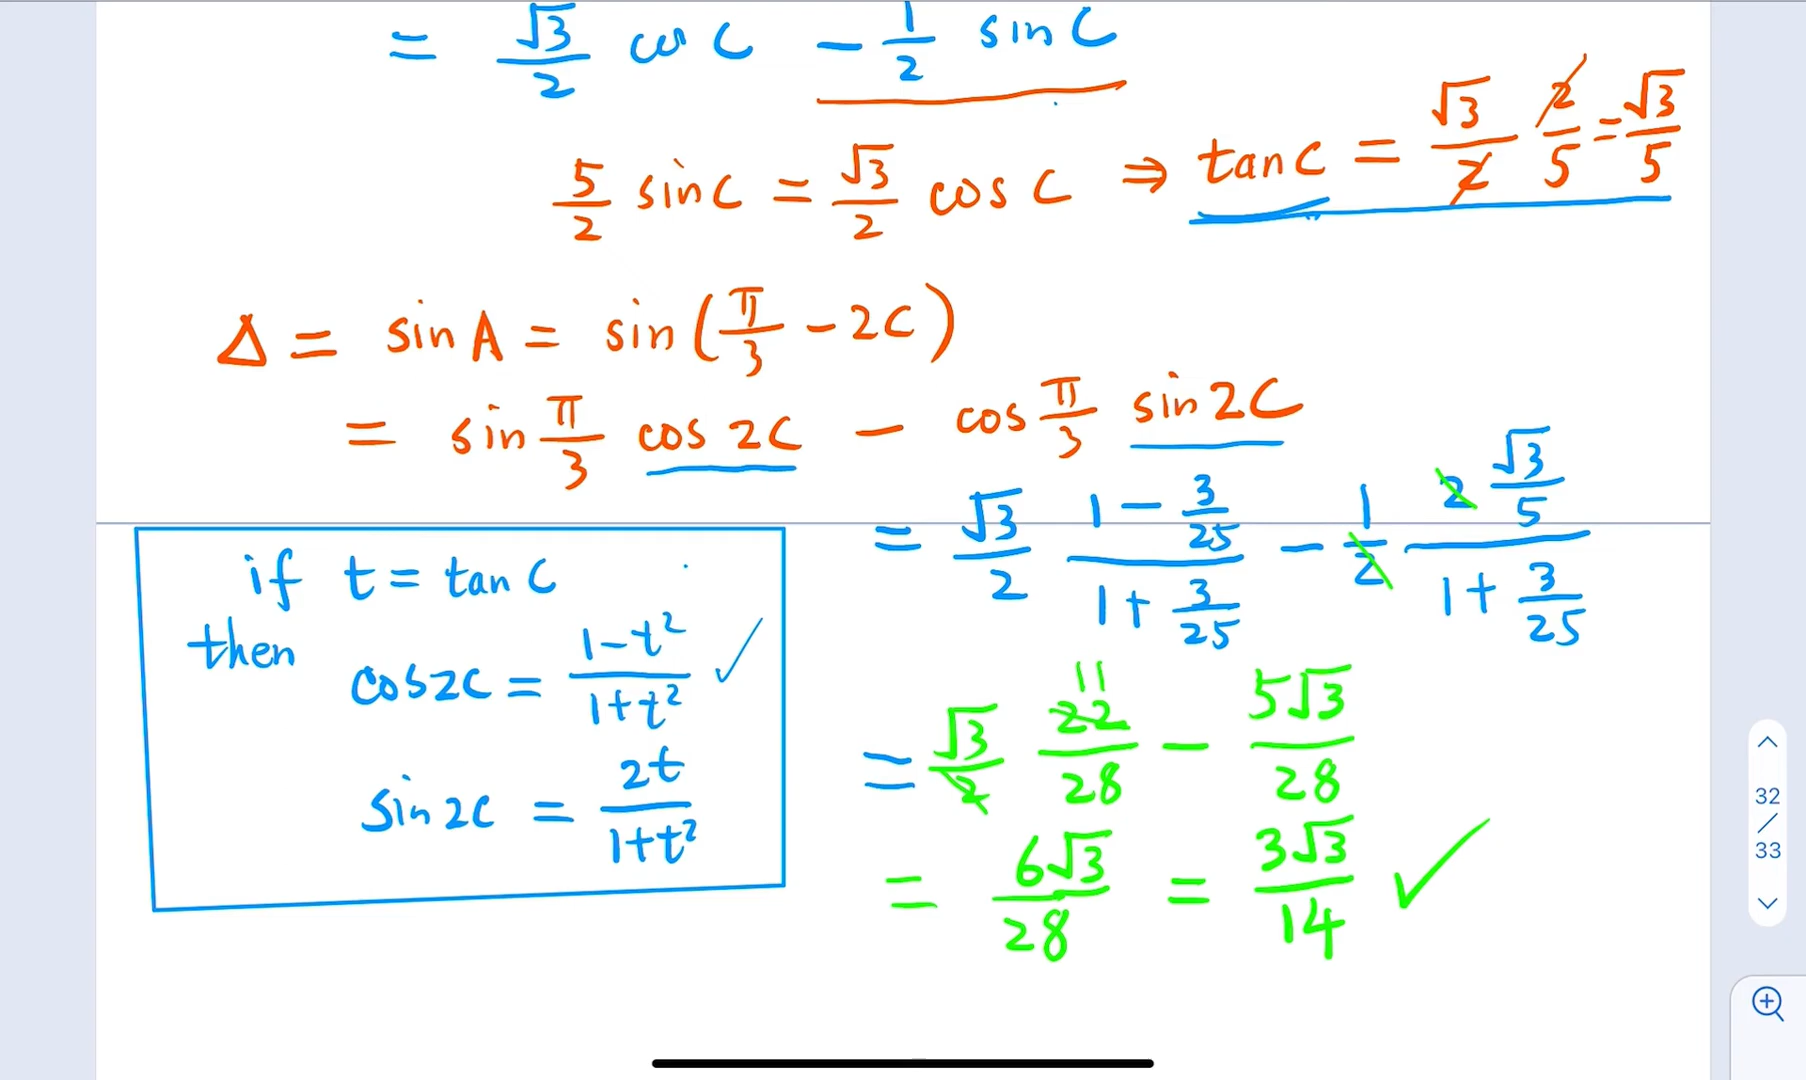 = √3/2 cos C - 1/2 sin C
5/2 sin C = √3/2 cos C ⇒ tan C = √3/2 2/5 = √3/5
Δ = sin A = sin (π/3 - 2C)
= sin π/3 cos 2C - cos π/3 sin 2C
= √3/2 (1 - 3/25)/(1 + 3/25) - 1/2 (2 √3/5)/(1 + 3/25)
if t = tan C
then
cos 2C = (1-t²)/(1+t²) ✓
sin 2C = 2t/(1+t²)
11
= √3/2 22/28 - 5√3/28
= 6√3/28 = 3√3/14 ✓
32
/
33